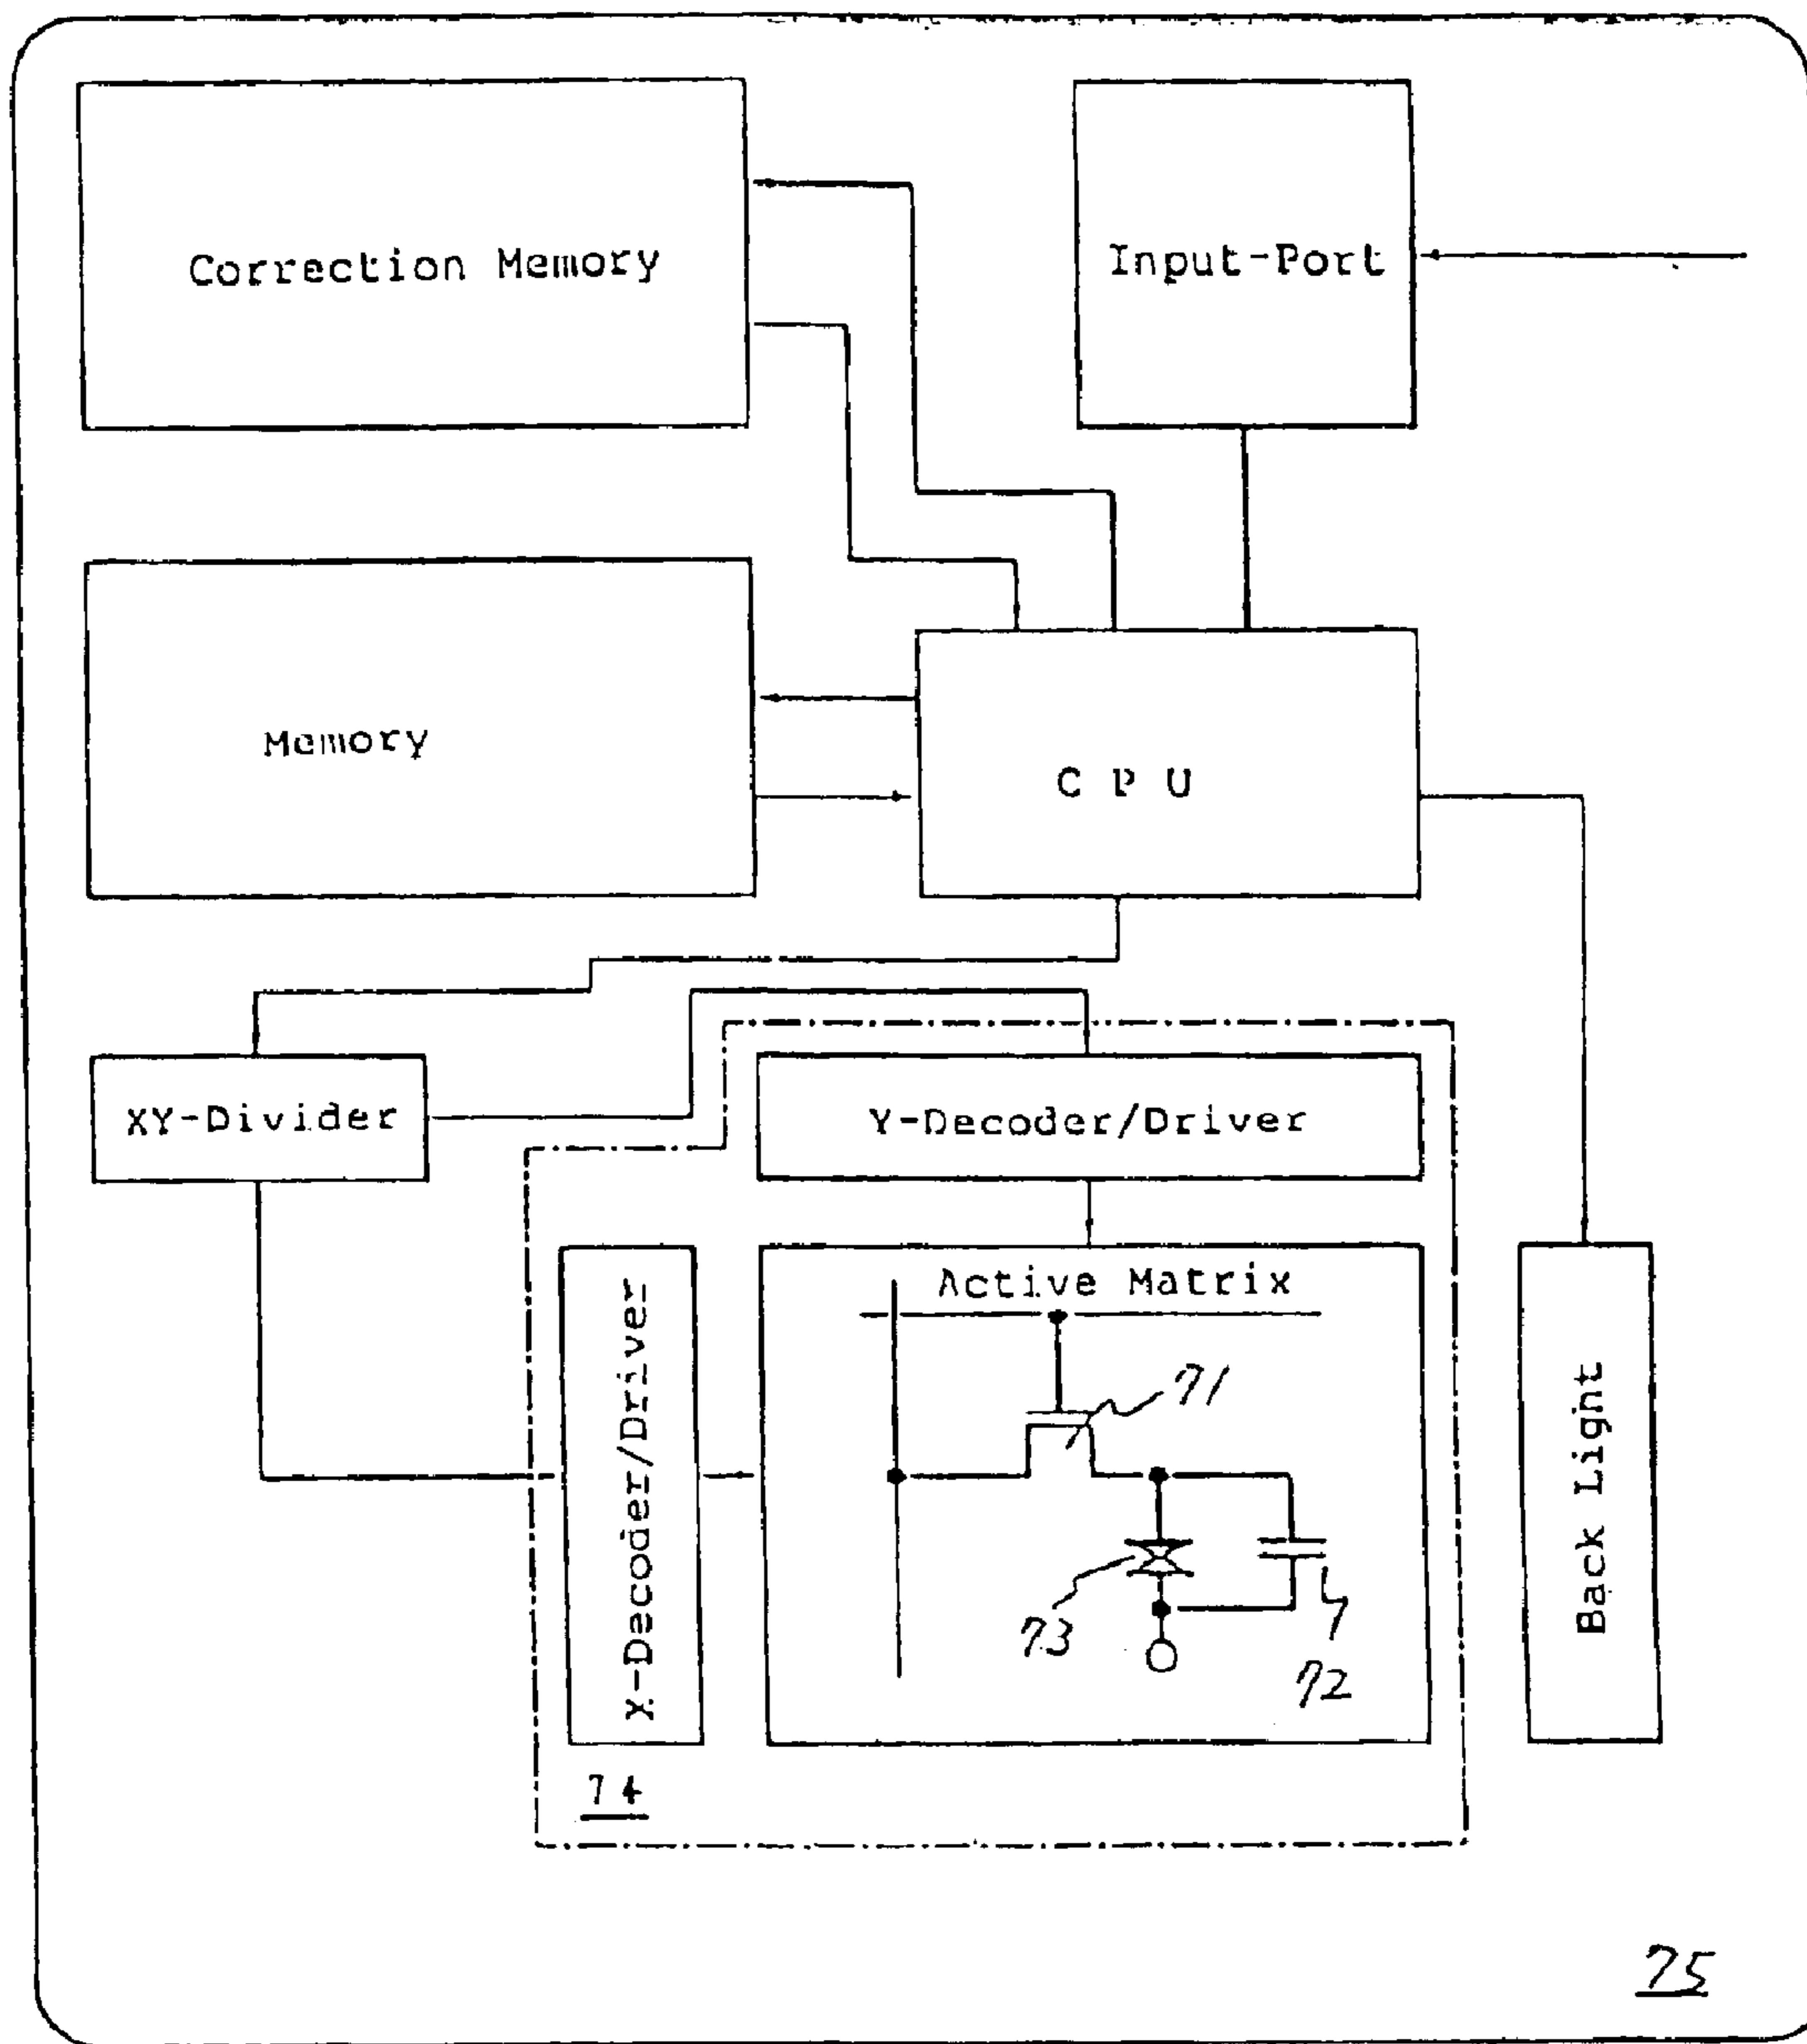 Correction Memory
Input-Port
Memory
C P U
XY-Divider
Y-Decoder/Driver
X-Decoder/Driver
Active Matrix
71
73
72
Back Light
74
75